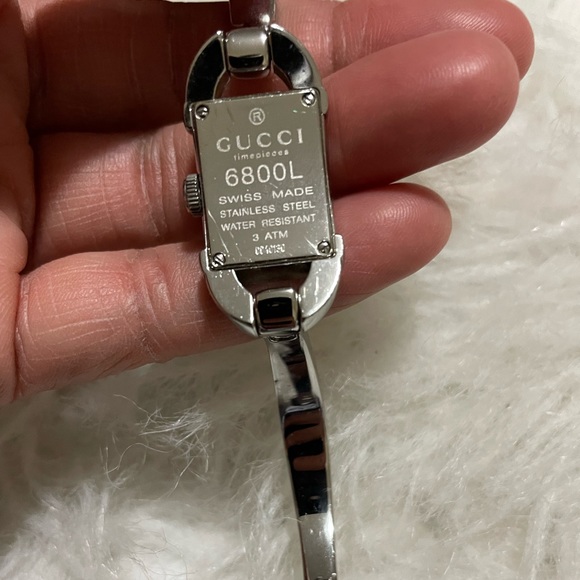 ®
GUCCI
timepieces
6800L
SWISS MADE
STAINLESS STEEL
WATER RESISTANT
3 ATM